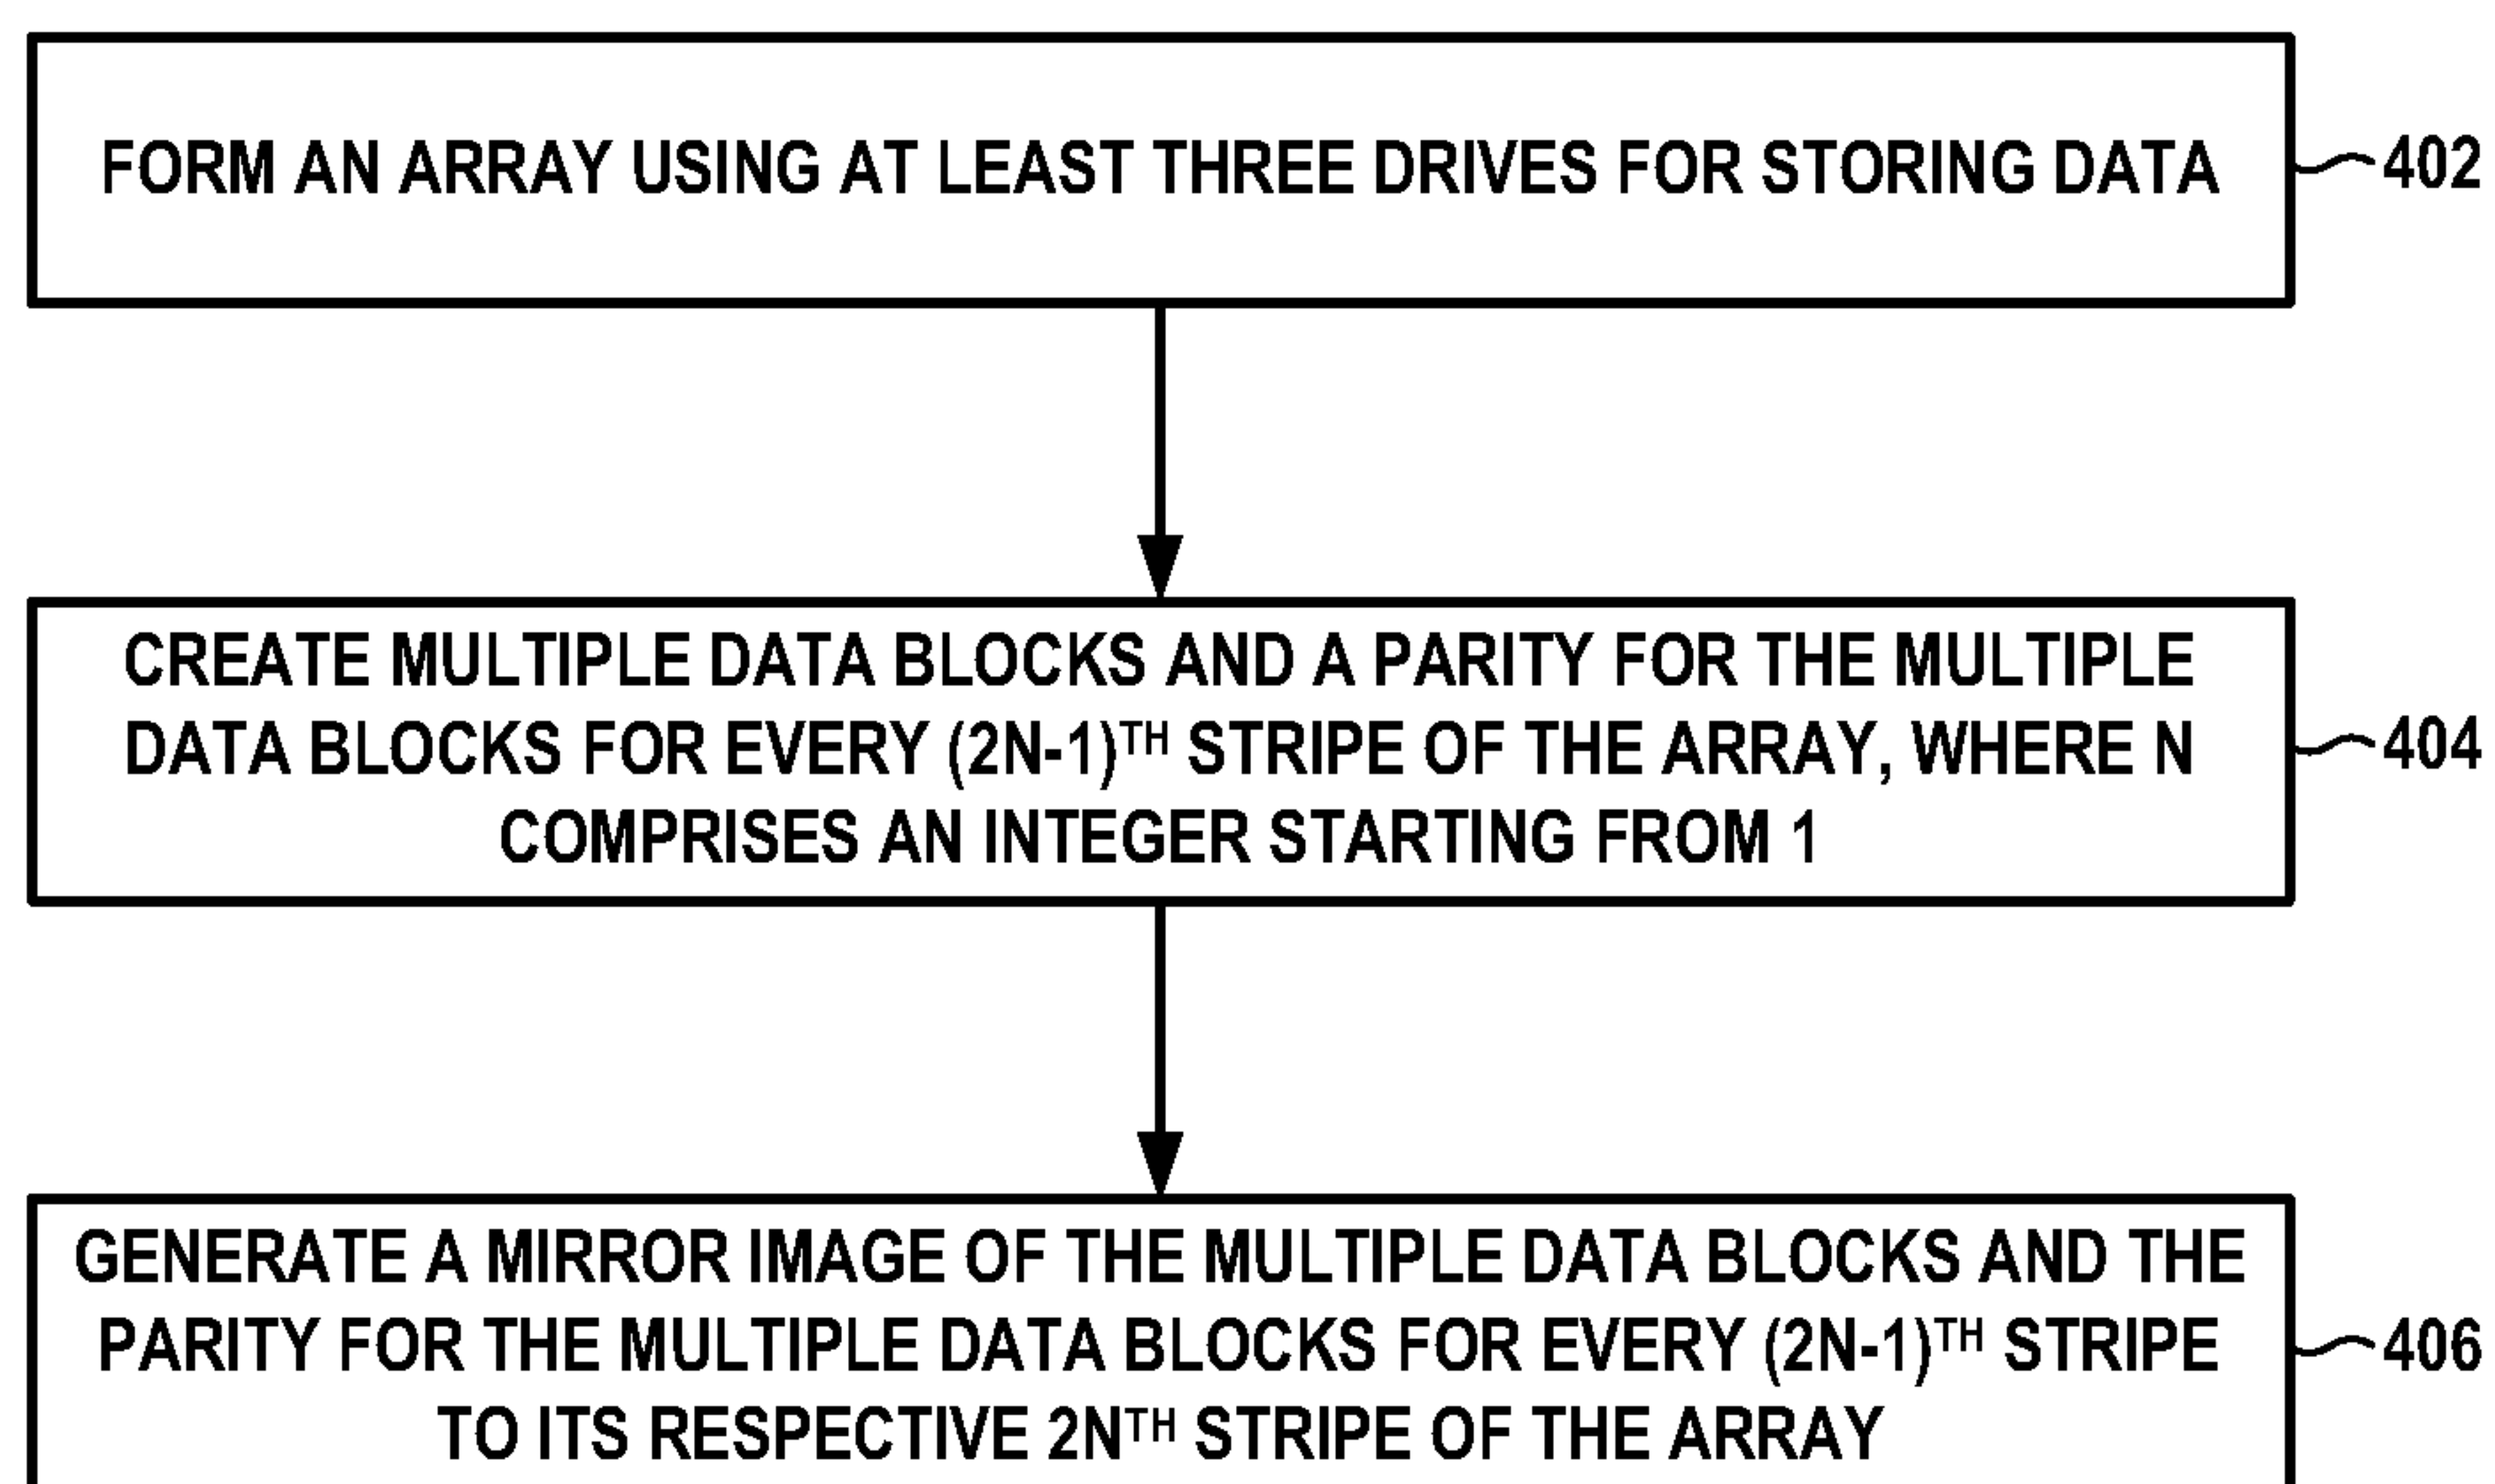 FORM AN ARRAY USING AT LEAST THREE DRIVES FOR STORING DATA
402
CREATE MULTIPLE DATA BLOCKS AND A PARITY FOR THE MULTIPLE
DATA BLOCKS FOR EVERY (2N-1)TH STRIPE OF THE ARRAY, WHERE N
COMPRISES AN INTEGER STARTING FROM 1
404
GENERATE A MIRROR IMAGE OF THE MULTIPLE DATA BLOCKS AND THE
PARITY FOR THE MULTIPLE DATA BLOCKS FOR EVERY (2N-1)TH STRIPE
TO ITS RESPECTIVE 2NTH STRIPE OF THE ARRAY
406